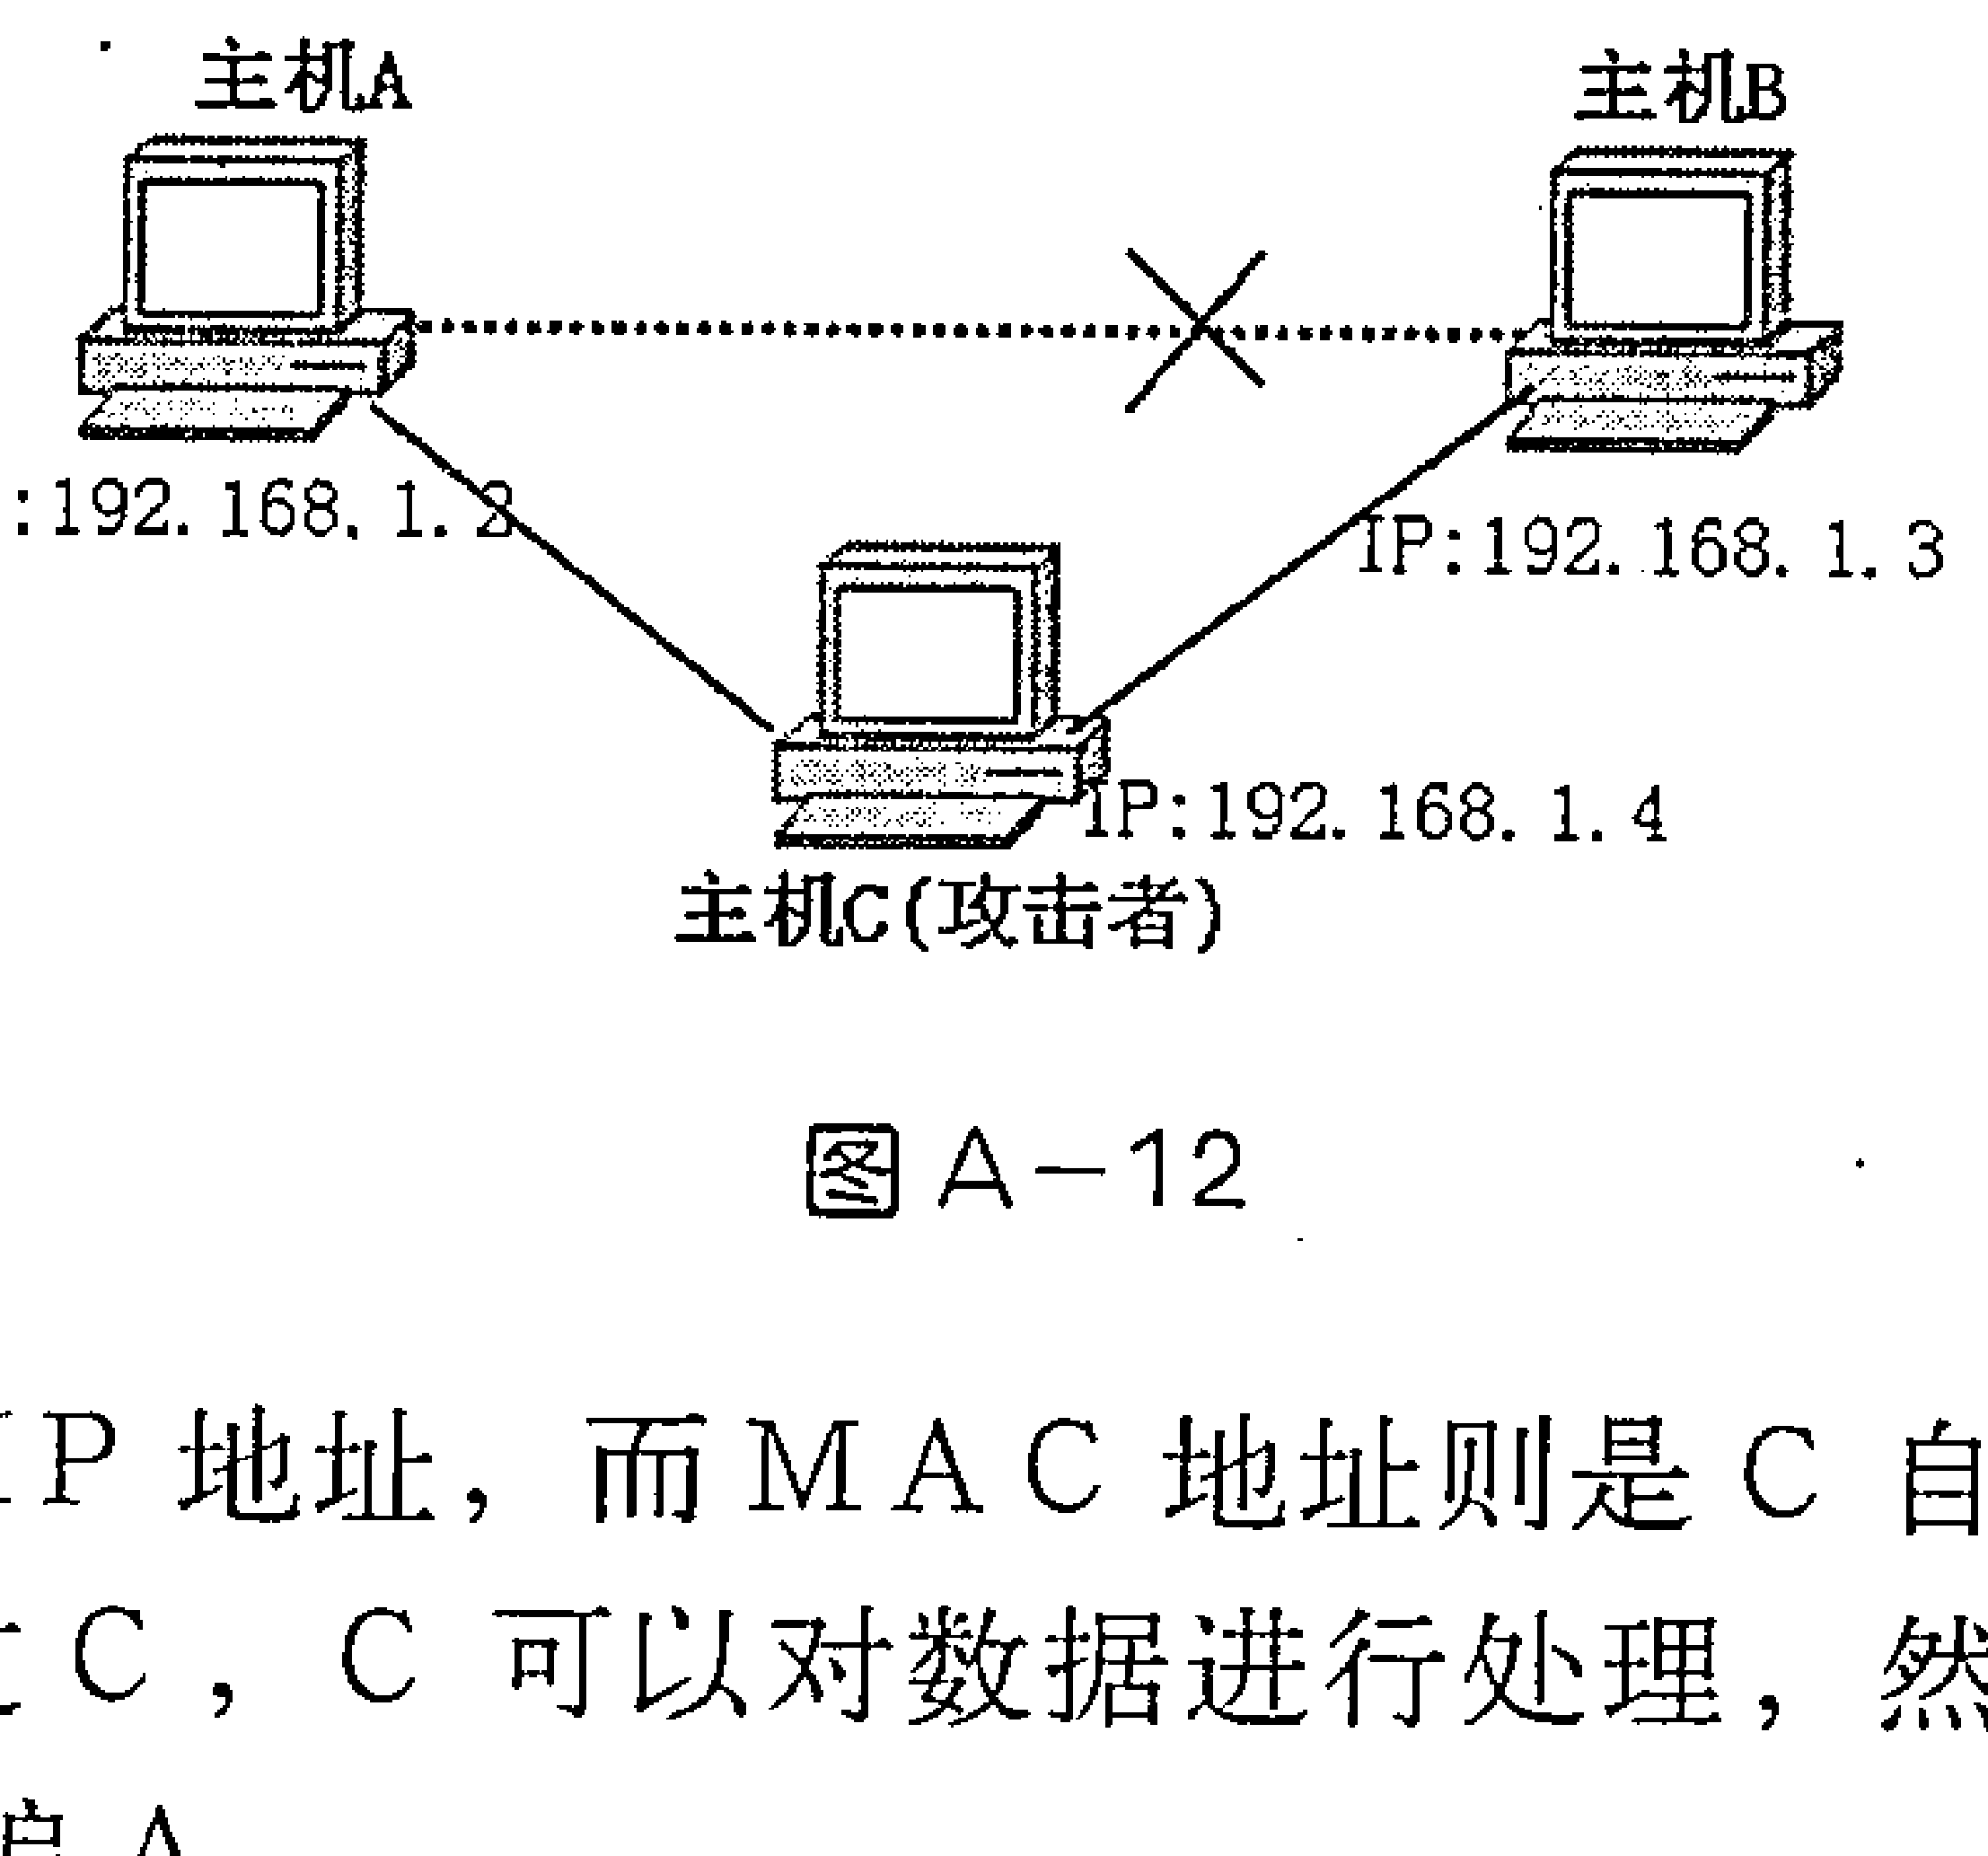 主机A
主机B
:192.168.1.2
IP:192.168.1.3
IP:192.168.1.4
主机C(攻击者)
图 A-12
IP 地址，而MAC 地址则是C 自
C，C 可以对数据进行处理，然
A